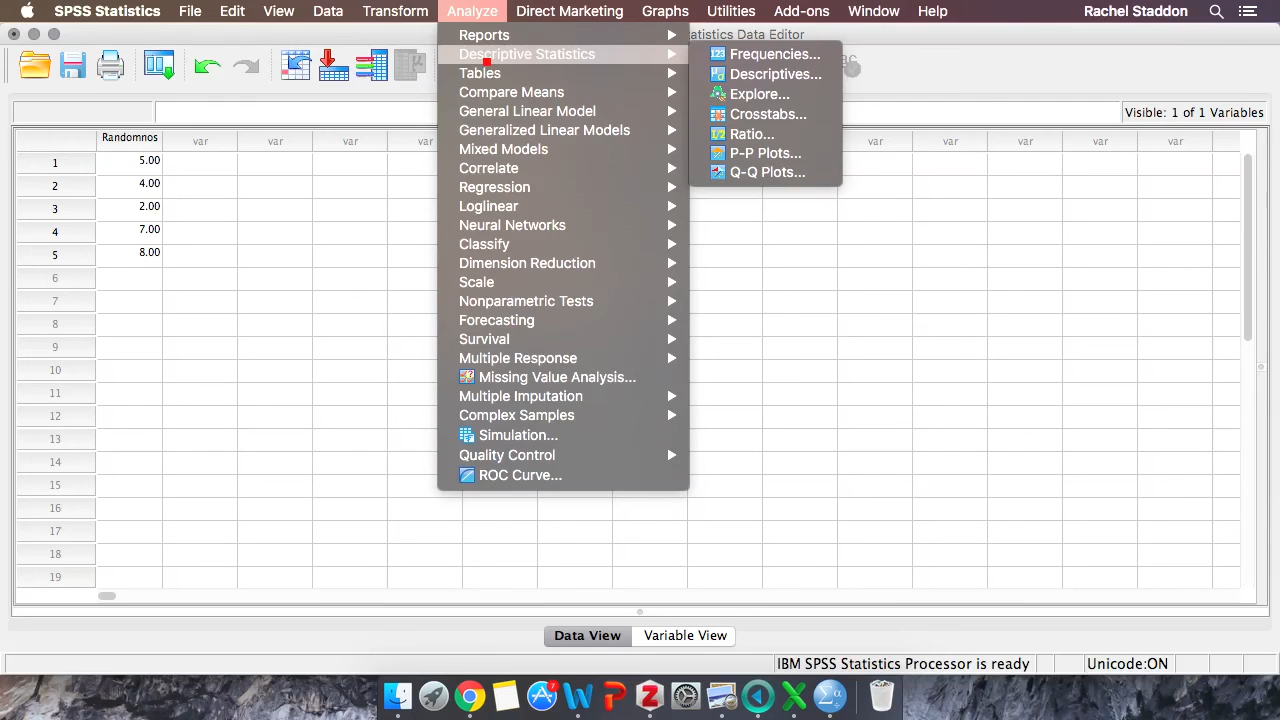 SPSS Statistics File Edit View Data Transform Analyze Direct Marketing Graphs Utilities Add-ons Window Help Rachel Staddon
atistics Data Editor
Visible: 1 of 1 Variables
Reports
Descriptive Statistics
Tables
Compare Means
General Linear Model
Generalized Linear Models
Mixed Models
Correlate
Regression
Loglinear
Neural Networks
Classify
Dimension Reduction
Scale
Nonparametric Tests
Forecasting
Survival
Multiple Response
Missing Value Analysis...
Multiple Imputation
Complex Samples
Simulation...
Quality Control
ROC Curve...
Frequencies...
Descriptives...
Explore...
Crosstabs...
Ratio...
P-P Plots...
Q-Q Plots...
Randomnos var var var var var var var var var
1 5.00
2 4.00
3 2.00
4 7.00
5 8.00
6
7
8
9
10
11
12
13
14
15
16
17
18
19
Data View Variable View
IBM SPSS Statistics Processor is ready Unicode:ON